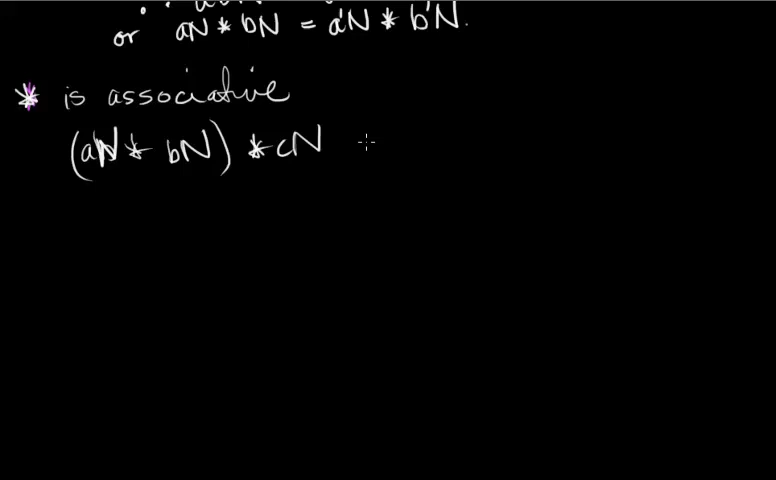 or aN * bN = a'N * b'N.
* is associative
(aN * bN) * cN